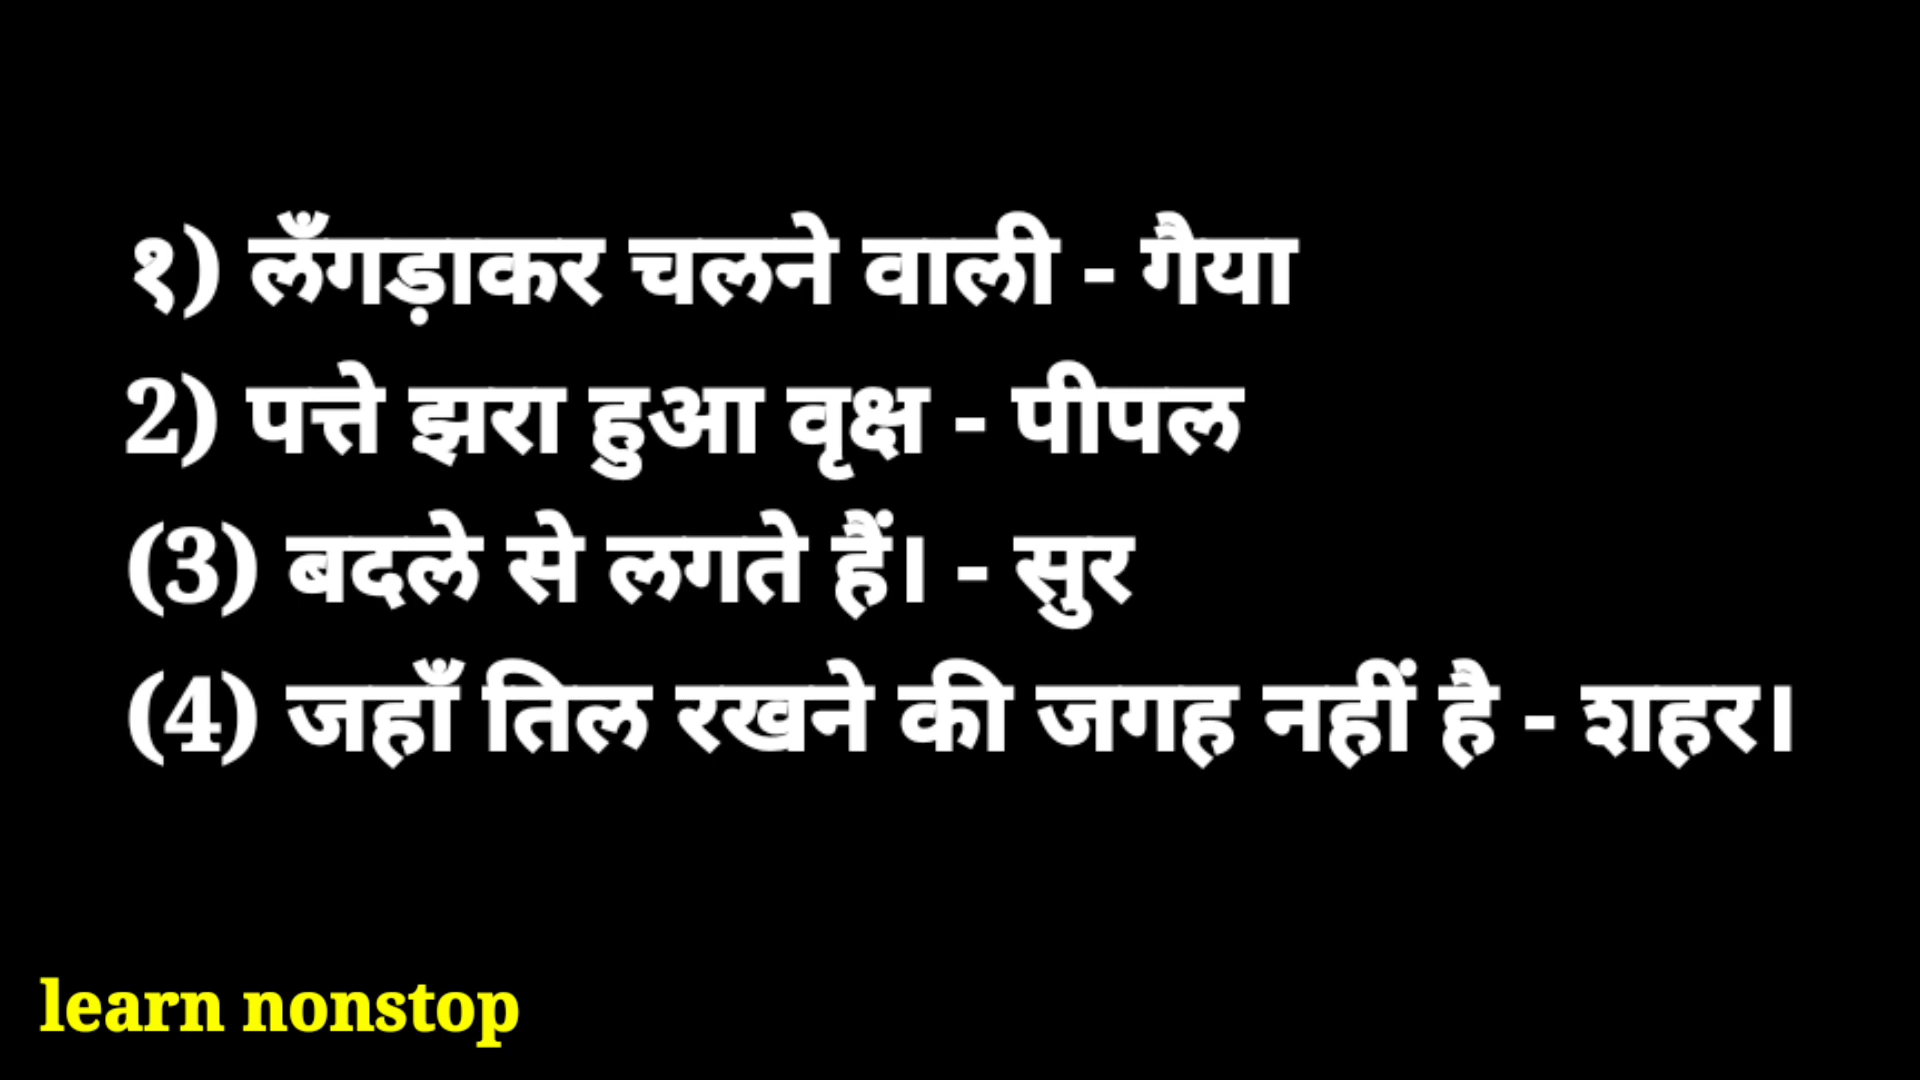 १) लँगड़ाकर चलने वाली - गैया
2) पत्ते झरा हुआ वृक्ष - पीपल
(3) बदले से लगते हैं। - सुर
(4) जहाँ तिल रखने की जगह नहीं है - शहर।
learn nonstop